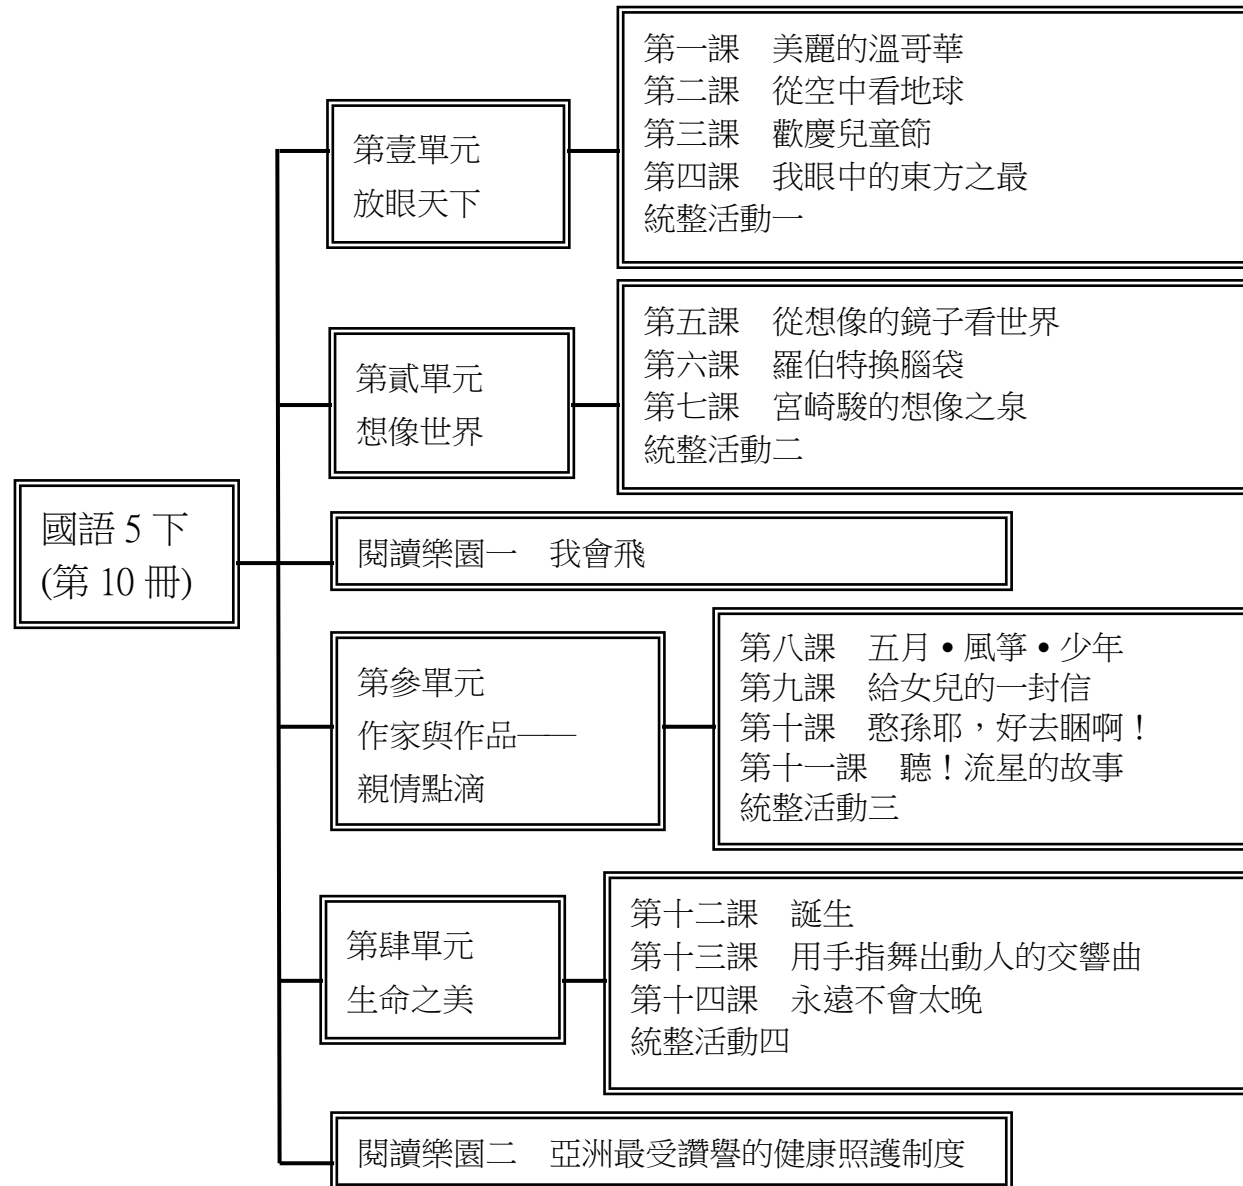 國語 5 下
(第 10 冊)
第壹單元
放眼天下
第一課　美麗的溫哥華
第二課　從空中看地球
第三課　歡慶兒童節
第四課　我眼中的東方之最
統整活動一
第貳單元
想像世界
第五課　從想像的鏡子看世界
第六課　羅伯特換腦袋
第七課　宮崎駿的想像之泉
統整活動二
閱讀樂園一　我會飛
第參單元
作家與作品——
親情點滴
第八課　五月•風箏•少年
第九課　給女兒的一封信
第十課　憨孫耶，好去睏啊！
第十一課　聽！流星的故事
統整活動三
第肆單元
生命之美
第十二課　誕生
第十三課　用手指舞出動人的交響曲
第十四課　永遠不會太晚
統整活動四
閱讀樂園二　亞洲最受讚譽的健康照護制度